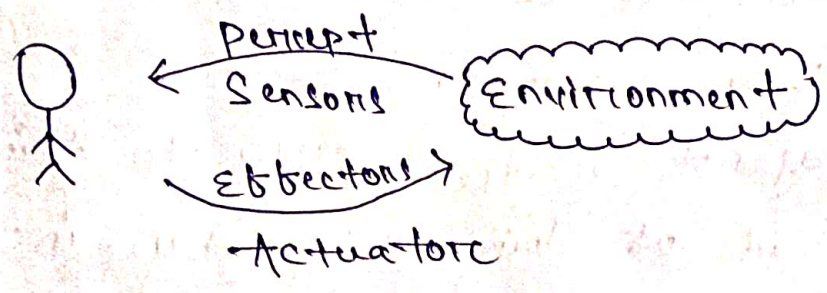 Percept
Sensors
Environment
Effectors
Actuators